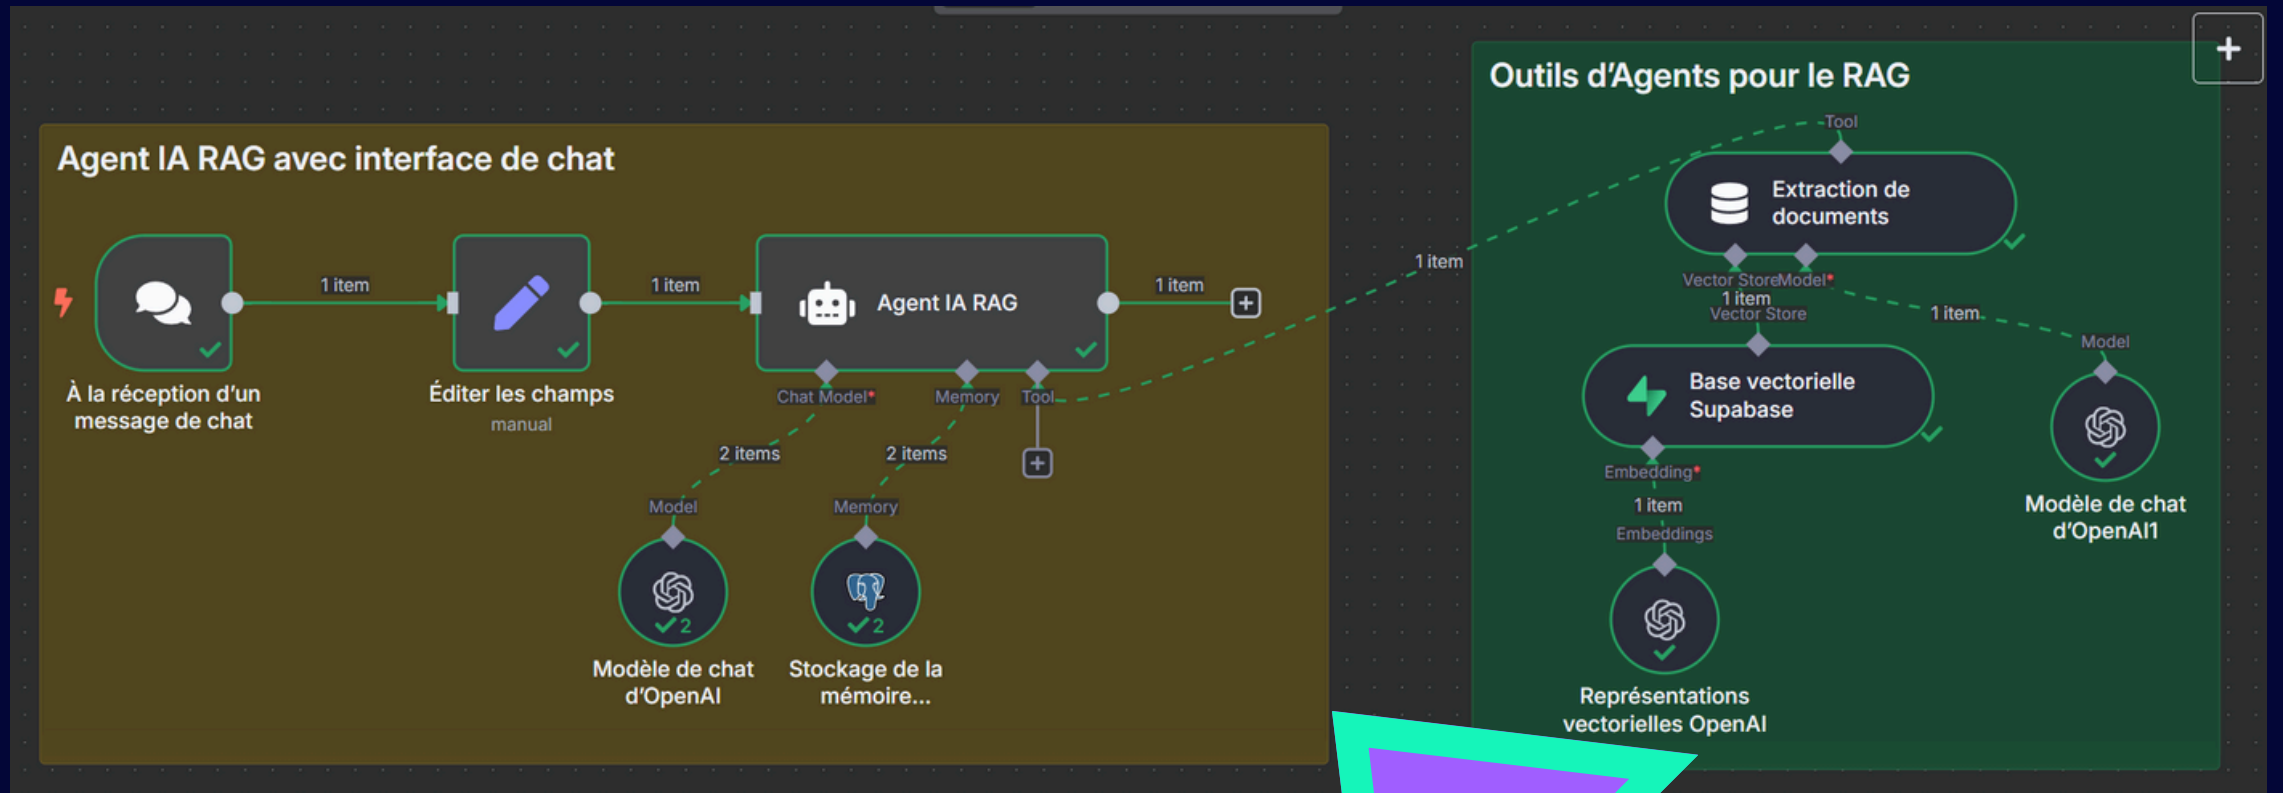 Agent IA RAG avec interface de chat
À la réception d'un
message de chat
1 item
Éditer les champs
manual
1 item
Agent IA RAG
1 item
Chat Model*
Memory
Tool
2 items
2 items
Model
Memory
2
2
Modèle de chat
d'OpenAI
Stockage de la
mémoire...
1 item
Outils d'Agents pour le RAG
Tool
Extraction de
documents
Vector Store
Model*
1 item
Vector Store
1 item
Model
Base vectorielle
Supabase
Embedding*
1 item
Embeddings
Modèle de chat
d'OpenAI1
Représentations
vectorielles OpenAI